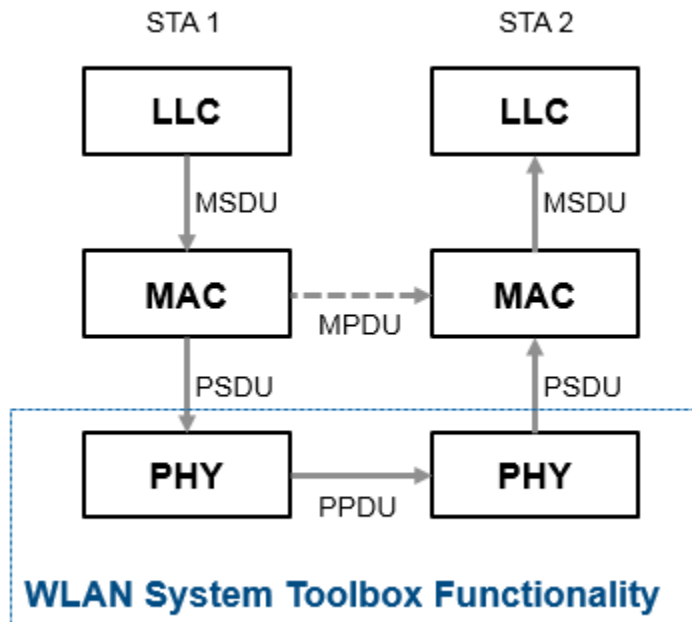 STA 1 STA 2
LLC LLC
MSDU MSDU
MAC MAC
MPDU
PSDU PSDU
PHY PHY
PPDU
WLAN System Toolbox Functionality